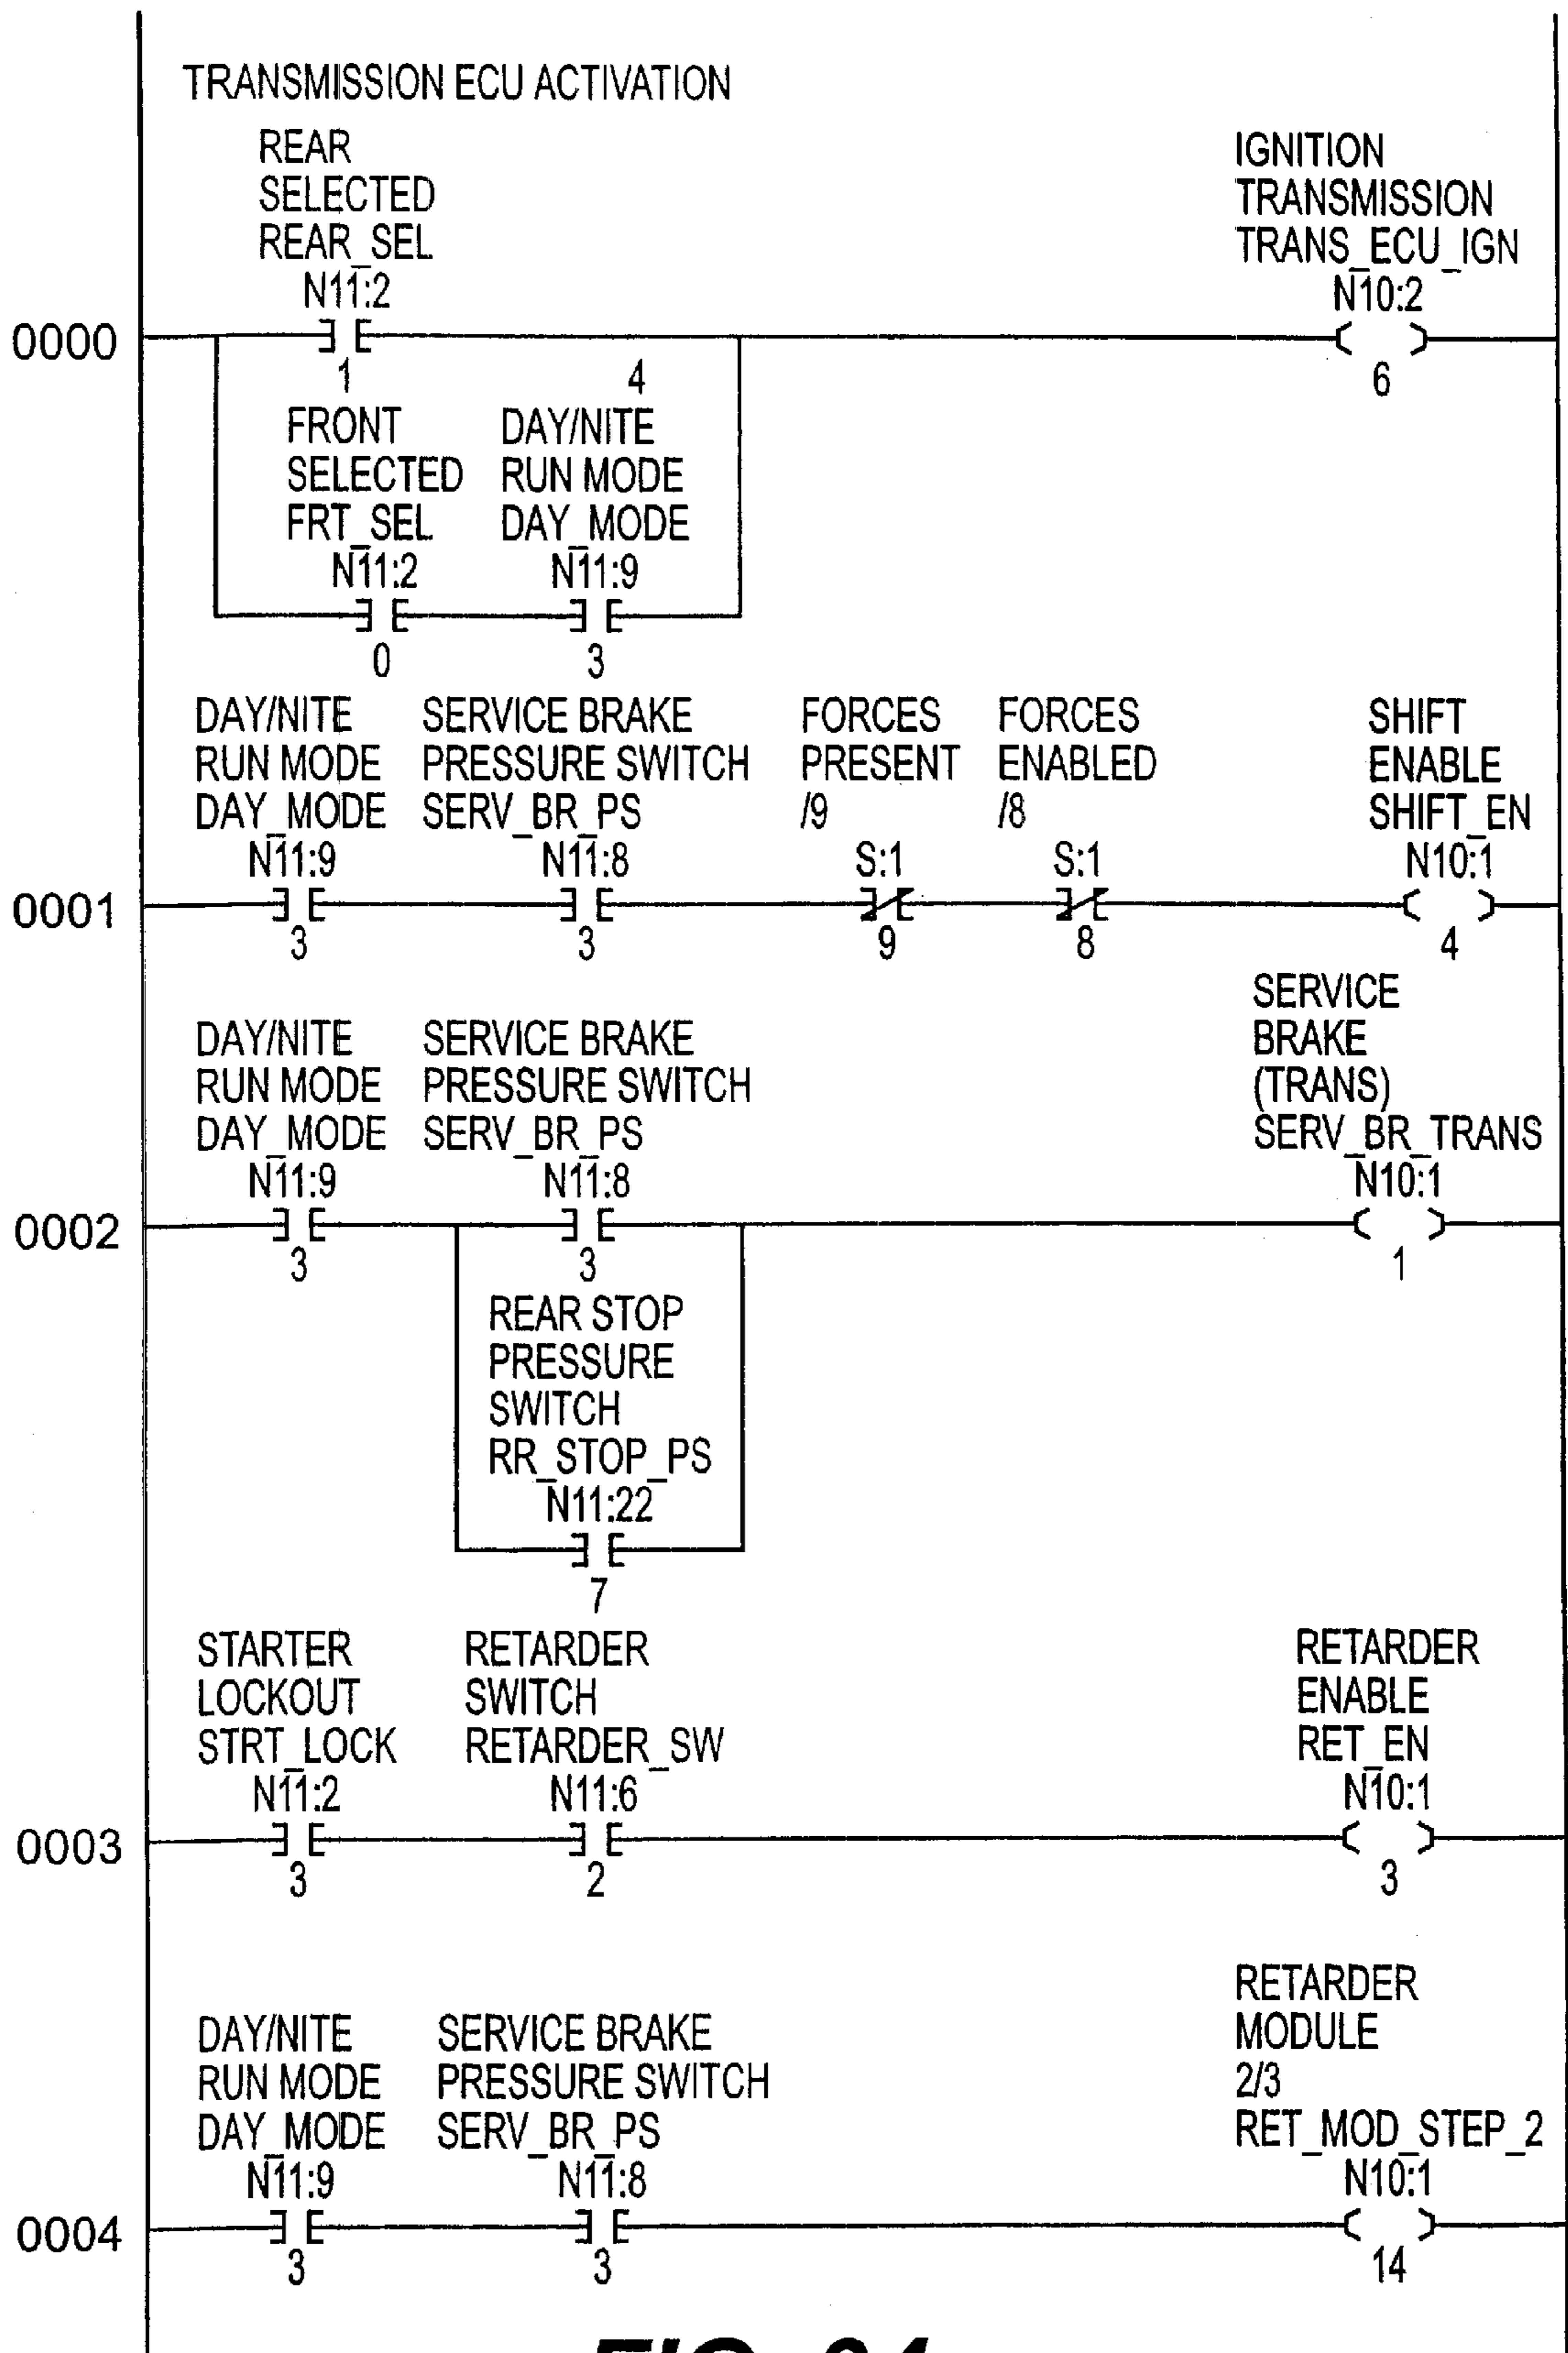 TRANSMISSION ECU ACTIVATION
REAR
SELECTED
REAR_SEL
N11:2
IGNITION
TRANSMISSION
TRANS_ECU_IGN
N10:2
0000
1
4
6
FRONT
SELECTED
FRT_SEL
N11:2
DAY/NITE
RUN MODE
DAY_MODE
N11:9
0
3
DAY/NITE
RUN MODE
DAY_MODE
N11:9
SERVICE BRAKE
PRESSURE SWITCH
SERV_BR_PS
N11:8
FORCES
PRESENT
/9
S:1
FORCES
ENABLED
/8
S:1
SHIFT
ENABLE
SHIFT_EN
N10:1
0001
3
3
9
8
4
DAY/NITE
RUN MODE
DAY_MODE
N11:9
SERVICE BRAKE
PRESSURE SWITCH
SERV_BR_PS
N11:8
SERVICE
BRAKE
(TRANS)
SERV_BR_TRANS
N10:1
0002
3
3
1
REAR STOP
PRESSURE
SWITCH
RR_STOP_PS
N11:22
7
STARTER
LOCKOUT
STRT_LOCK
N11:2
RETARDER
SWITCH
RETARDER_SW
N11:6
RETARDER
ENABLE
RET_EN
N10:1
0003
3
2
3
DAY/NITE
RUN MODE
DAY_MODE
N11:9
SERVICE BRAKE
PRESSURE SWITCH
SERV_BR_PS
N11:8
RETARDER
MODULE
2/3
RET_MOD_STEP_2
N10:1
0004
3
3
14